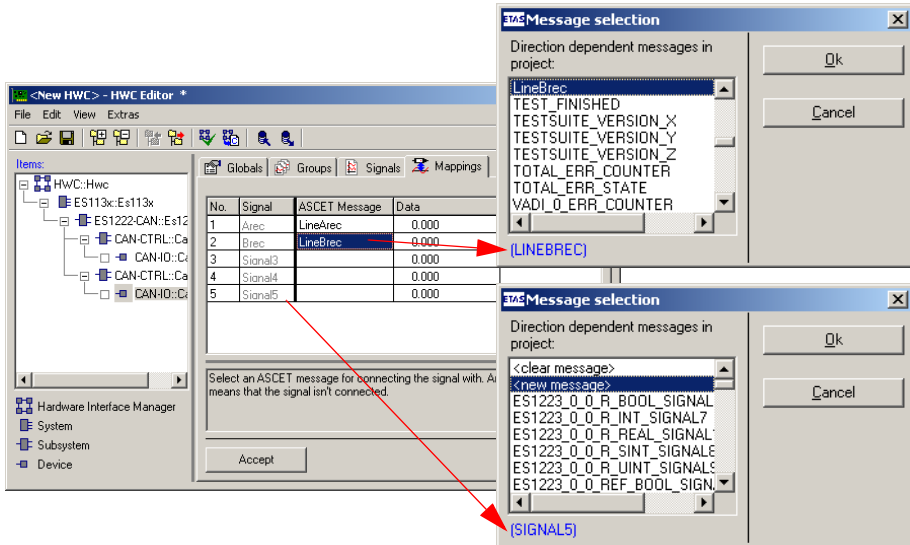 <New HWC> - HWC Editor *
File Edit View Extras
Items:
HWC::Hwc
ES113x::Es113x
ES1222-CAN::Es12
CAN-CTRL::Ca
CAN-IO::Ca
CAN-CTRL::Ca
CAN-IO::Ca
Hardware Interface Manager
System
Subsystem
Device
Globals Groups Signals Mappings
No. Signal ASCET Message Data
1 Arec LineArec 0.000
2 Brec LineBrec 0.000
3 Signal3 0.000
4 Signal4 0.000
5 Signal5 0.000
Select an ASCET message for connecting the signal with. A
means that the signal isn't connected.
Accept
ETAS Message selection
Direction dependent messages in
project:
LineBrec
TEST_FINISHED
TESTSUITE_VERSION_X
TESTSUITE_VERSION_Y
TESTSUITE_VERSION_Z
TOTAL_ERR_COUNTER
TOTAL_ERR_STATE
VADI_0_ERR_COUNTER
(LINEBREC)
Ok
Cancel
ETAS Message selection
Direction dependent messages in
project:
<clear message>
<new message>
ES1223_0_0_R_BOOL_SIGNAL
ES1223_0_0_R_INT_SIGNAL7
ES1223_0_0_R_REAL_SIGNAL
ES1223_0_0_R_SINT_SIGNAL
ES1223_0_0_R_UINT_SIGNAL
ES1223_0_0_REF_BOOL_SIGN
(SIGNAL5)
Ok
Cancel